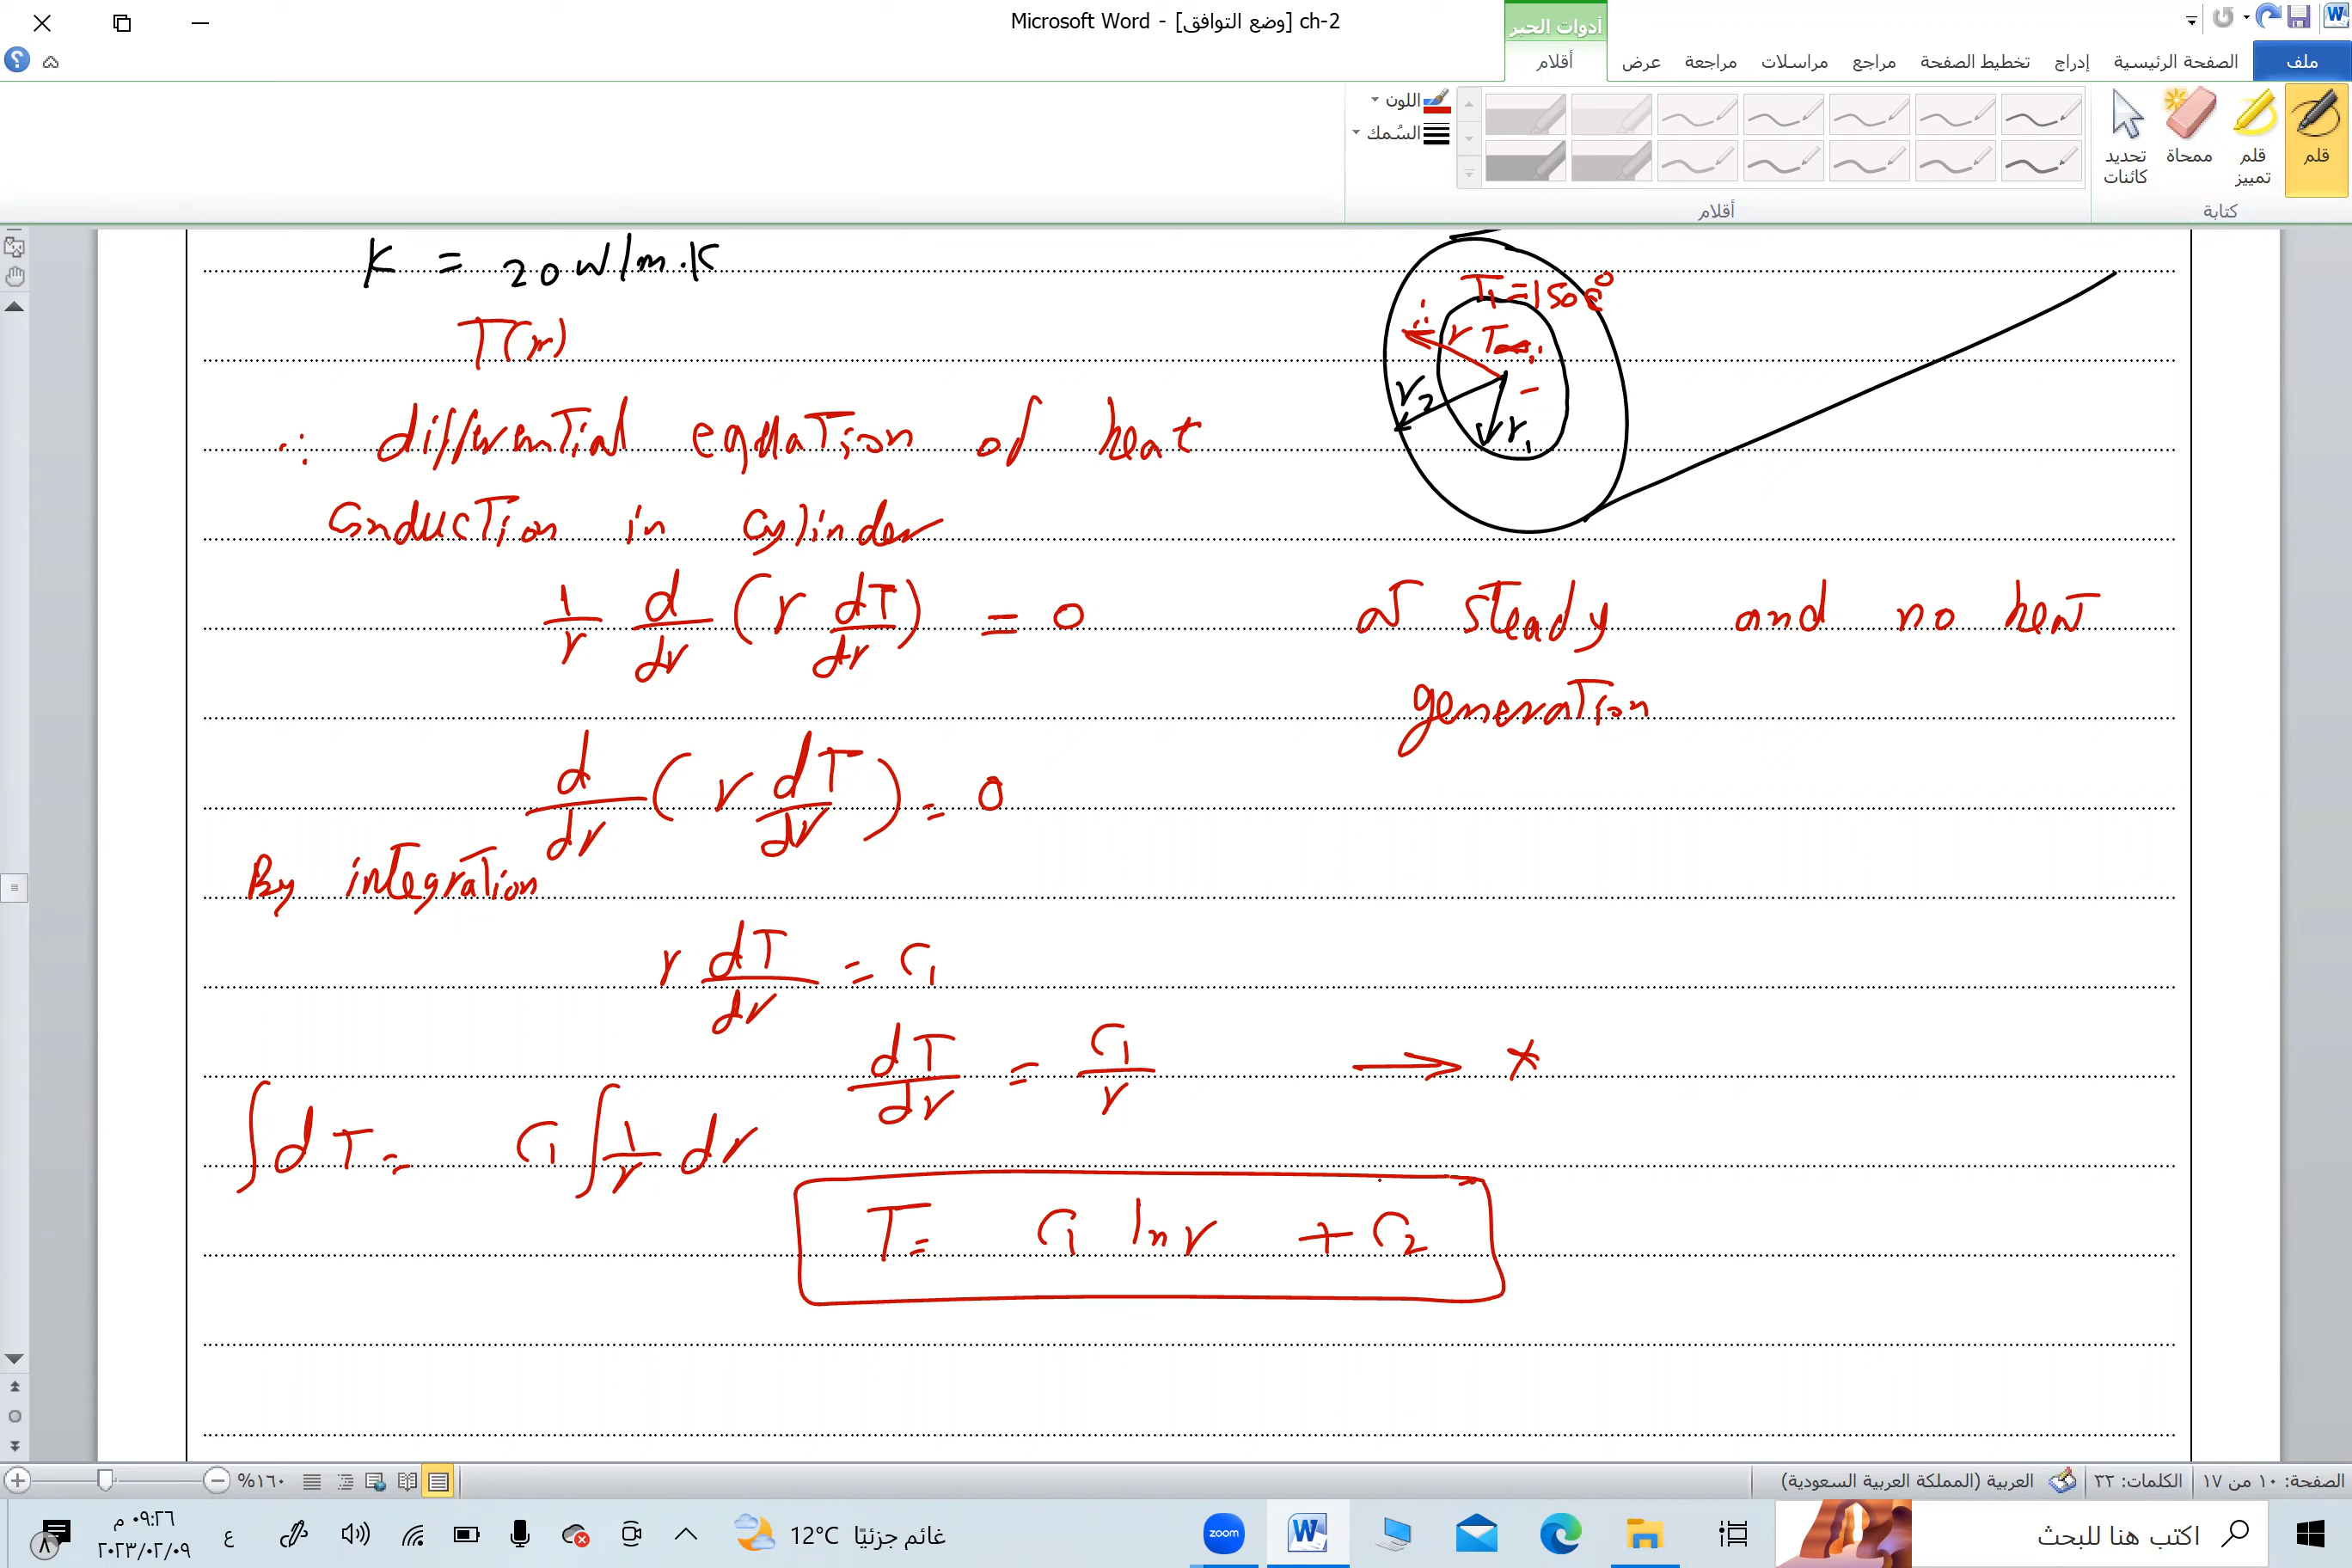 ch-2 [وضع التوافق] - Microsoft Word
أدوات الحبر
ملف
الصفحة الرئيسية
إدراج
تخطيط الصفحة
مراجع
مراسلات
مراجعة
عرض
أقلام
قلم
قلم تمييز
ممحاة
تحديد كائنات
اللون
السُمك
كتابة
أقلام
K = 20 W/m.K
T(r)
T₁ = 150 c°
r
r₂
r₁
∴ differential equation of heat
conduction in cylinder
1/r d/dr (r dT/dr) = 0
at steady and no heat
generation
d/dr (r dT/dr) = 0
By integration
r dT/dr = C₁
dT/dr = C₁/r → *
∫dT = C₁ ∫ 1/r dr
T = C₁ ln r + C₂
الصفحة: ١٠ من ١٧
الكلمات: ٣٢
العربية (المملكة العربية السعودية)
%١٦٠
اكتب هنا للبحث
zoom
12°C غائم جزئيًا
ع
٠٩:٢٦ م
٢٠٢٣/٠٢/٠٩
٨